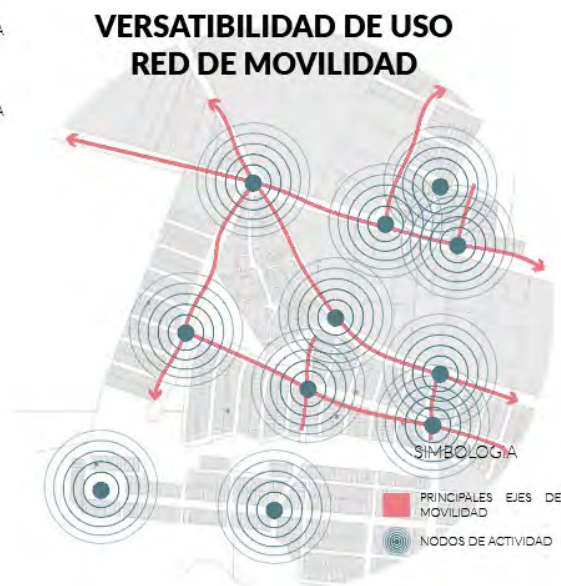 VERSATIBILIDAD DE USO
RED DE MOVILIDAD
SIMBOLOGIA
PRINCIPALES EJES DE
MOVILIDAD
NODOS DE ACTIVIDAD